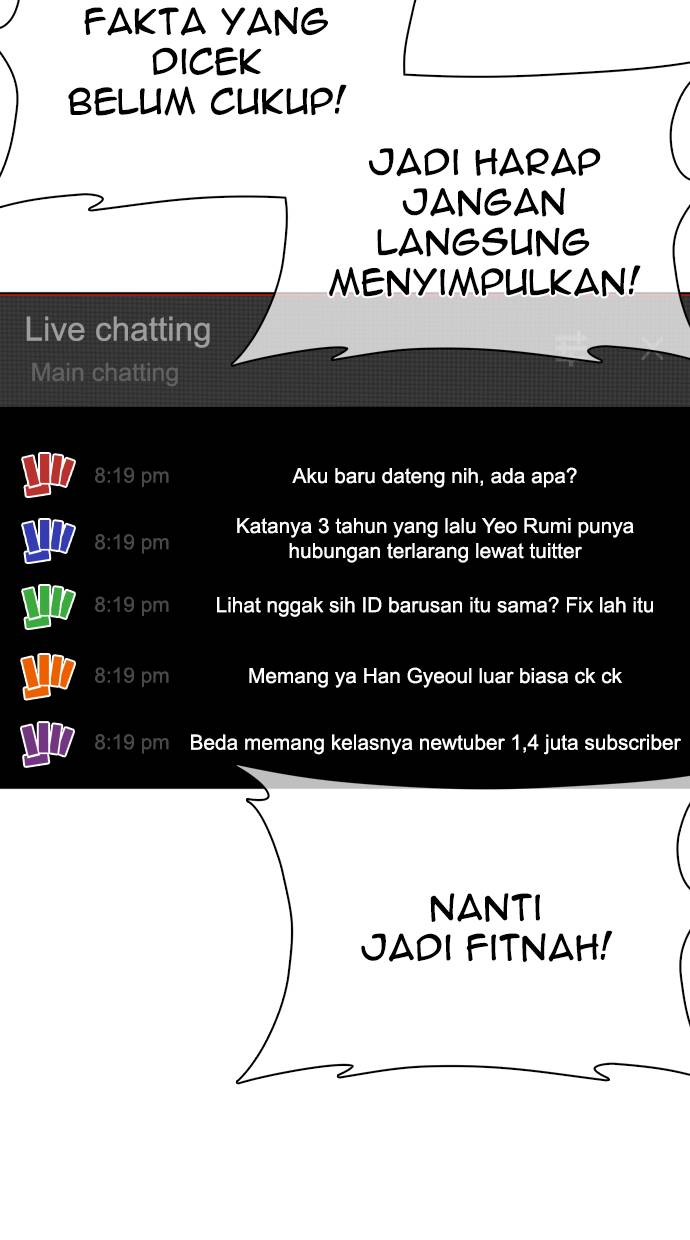 FAKTA YANG
DICEK
BELUM CUKUP!
JADI HARAP
JANGAN
LANGSUNG
MENYIMPULKAN!
Live chatting
Main chatting
8:19 pm Aku baru dateng nih, ada apa?
8:19 pm Katanya 3 tahun yang lalu Yeo Rumi punya
hubungan terlarang lewat tuitter
8:19 pm Lihat nggak sih ID barusan itu sama? Fix lah itu
8:19 pm Memang ya Han Gyeoul luar biasa ck ck
8:19 pm Beda memang kelasnya newtuber 1,4 juta subscriber
NANTI
JADI FITNAH!